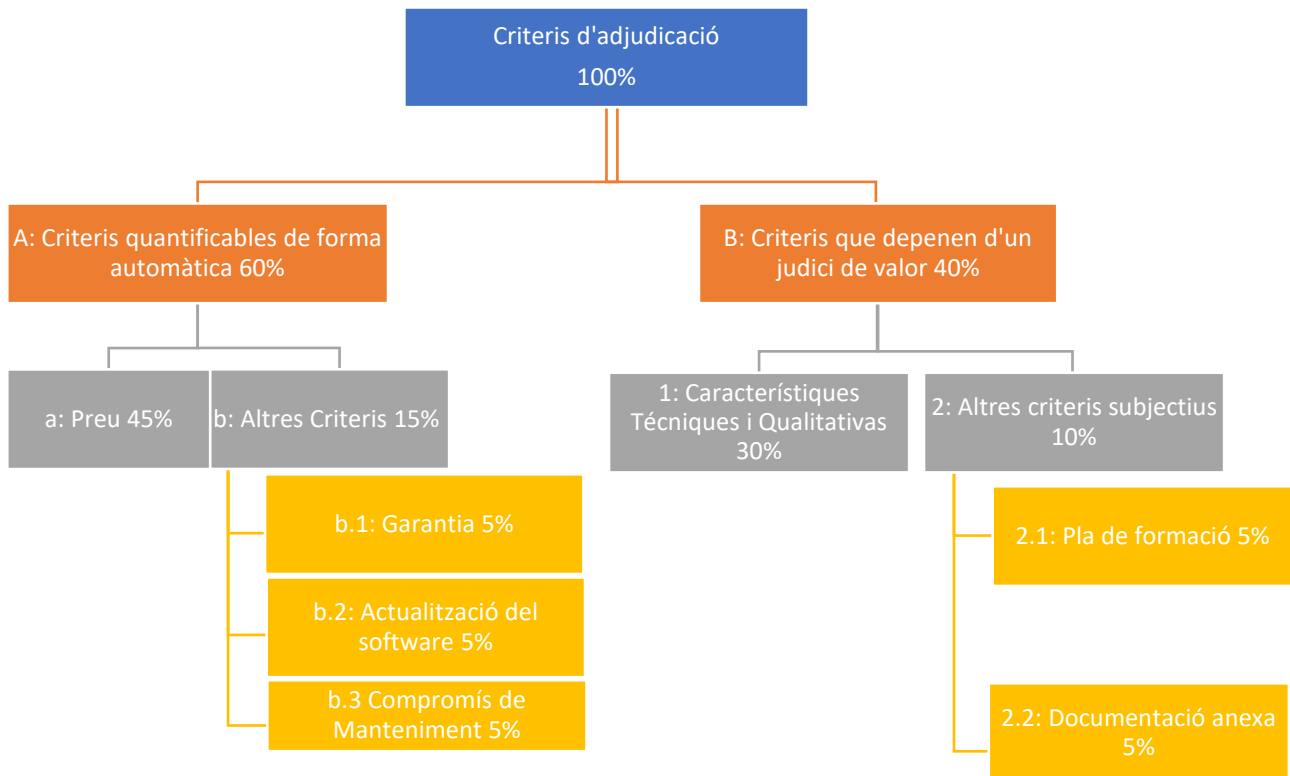 Criteris d'adjudicació
100%
A: Criteris quantificables de forma
automàtica 60%
B: Criteris que depenen d'un
judici de valor 40%
a: Preu 45%
b: Altres Criteris 15%
1: Característiques
Técniques i Qualitativas
30%
2: Altres criteris subjectius
10%
b.1: Garantia 5%
b.2: Actualització del
software 5%
b.3 Compromís de
Manteniment 5%
2.1: Pla de formació 5%
2.2: Documentació anexa
5%